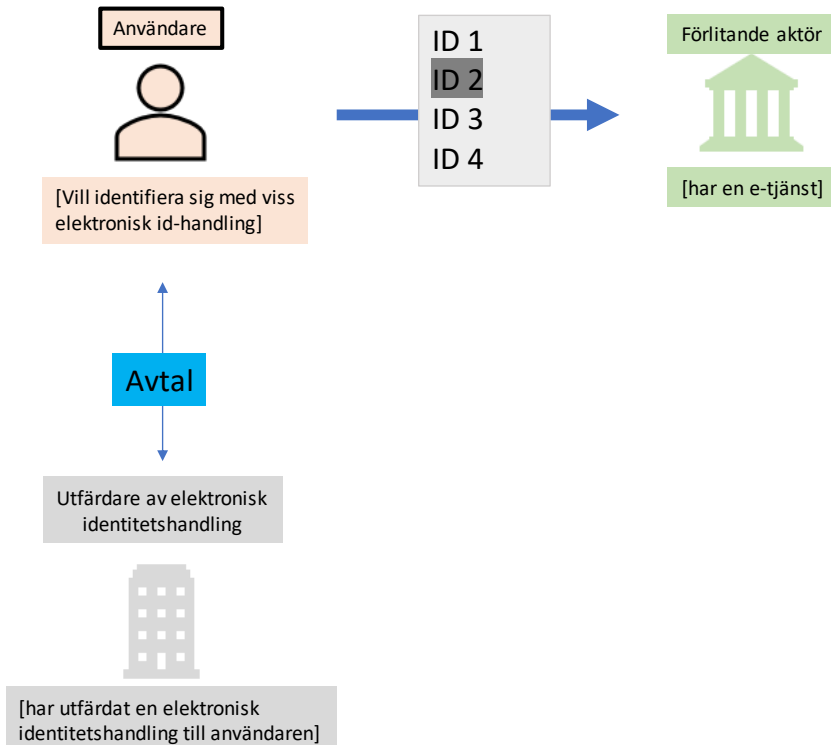 Användare
[Vill identifiera sig med viss
elektronisk id-handling]
ID 1
ID 2
ID 3
ID 4
Förlitande aktör
[har en e-tjänst]
Avtal
Utfärdare av elektronisk
identitetshandling
[har utfärdat en elektronisk
identitetshandling till användaren]